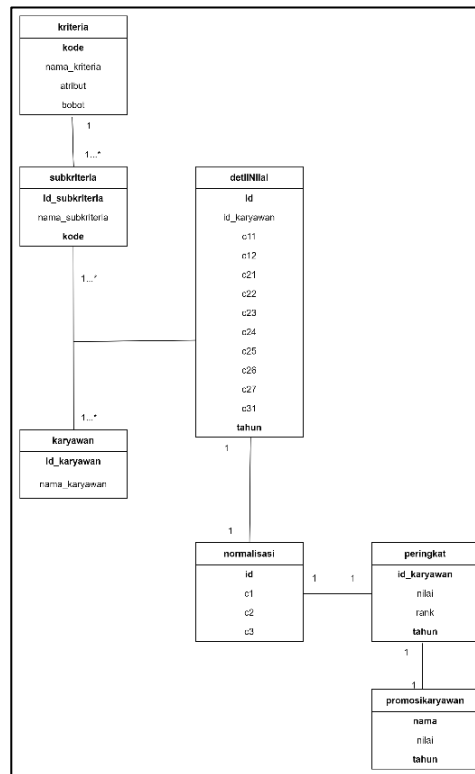 kriteria
kode
nama_kriteria
atribut
bobot
1
1...*
subkriteria
id_subkriteria
nama_subkriteria
kode
1...*
1...*
karyawan
id_karyawan
nama_karyawan
detilNilai
id
id_karyawan
c11
c12
c21
c22
c23
c24
c25
c26
c27
c31
tahun
1
1
normalisasi
id
c1
c2
c3
1
1
peringkat
id_karyawan
nilai
rank
tahun
1
1
promosikaryawan
nama
nilai
tahun